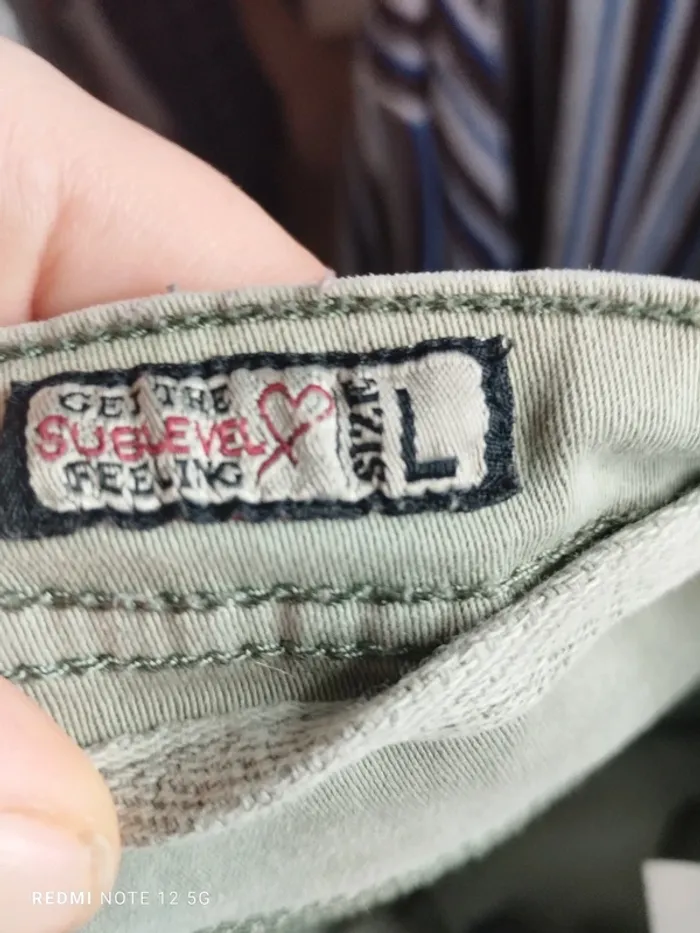 GET THE
SUBLEVEL
FEELING
SIZE
L
REDMI NOTE 12 5G